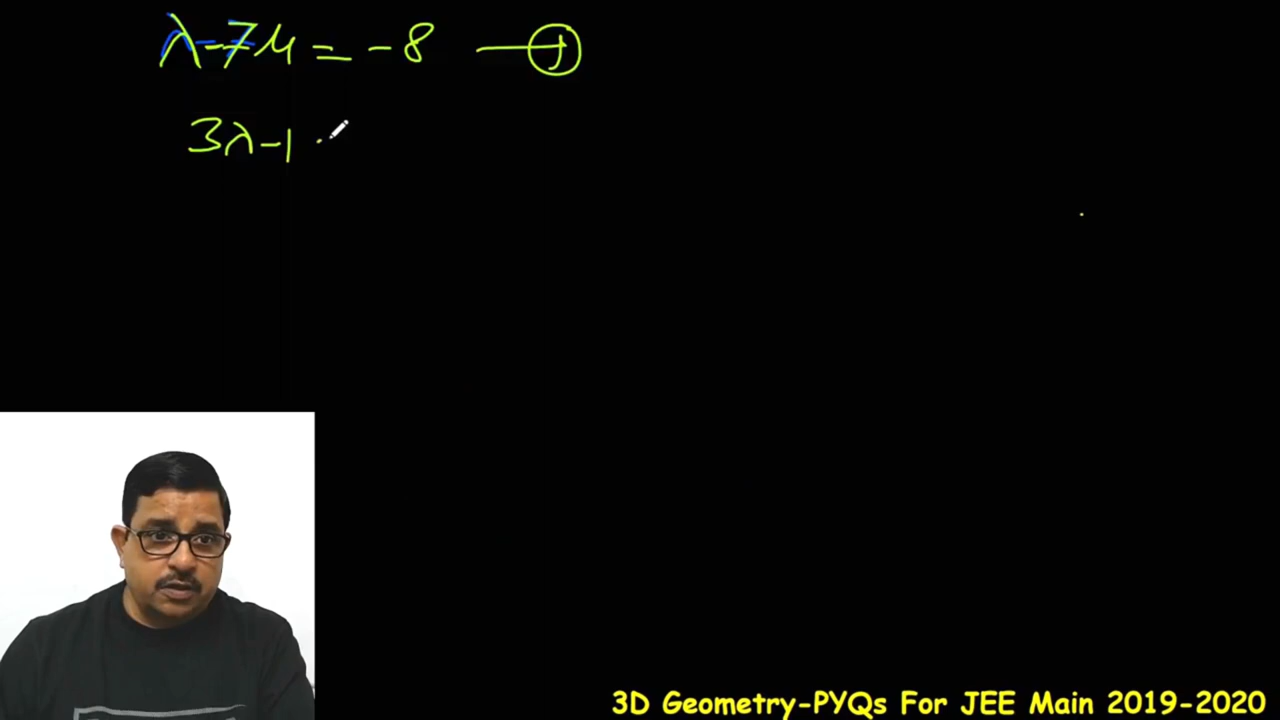 λ-7μ = -8 —①
3λ-1
3D Geometry-PYQs For JEE Main 2019-2020